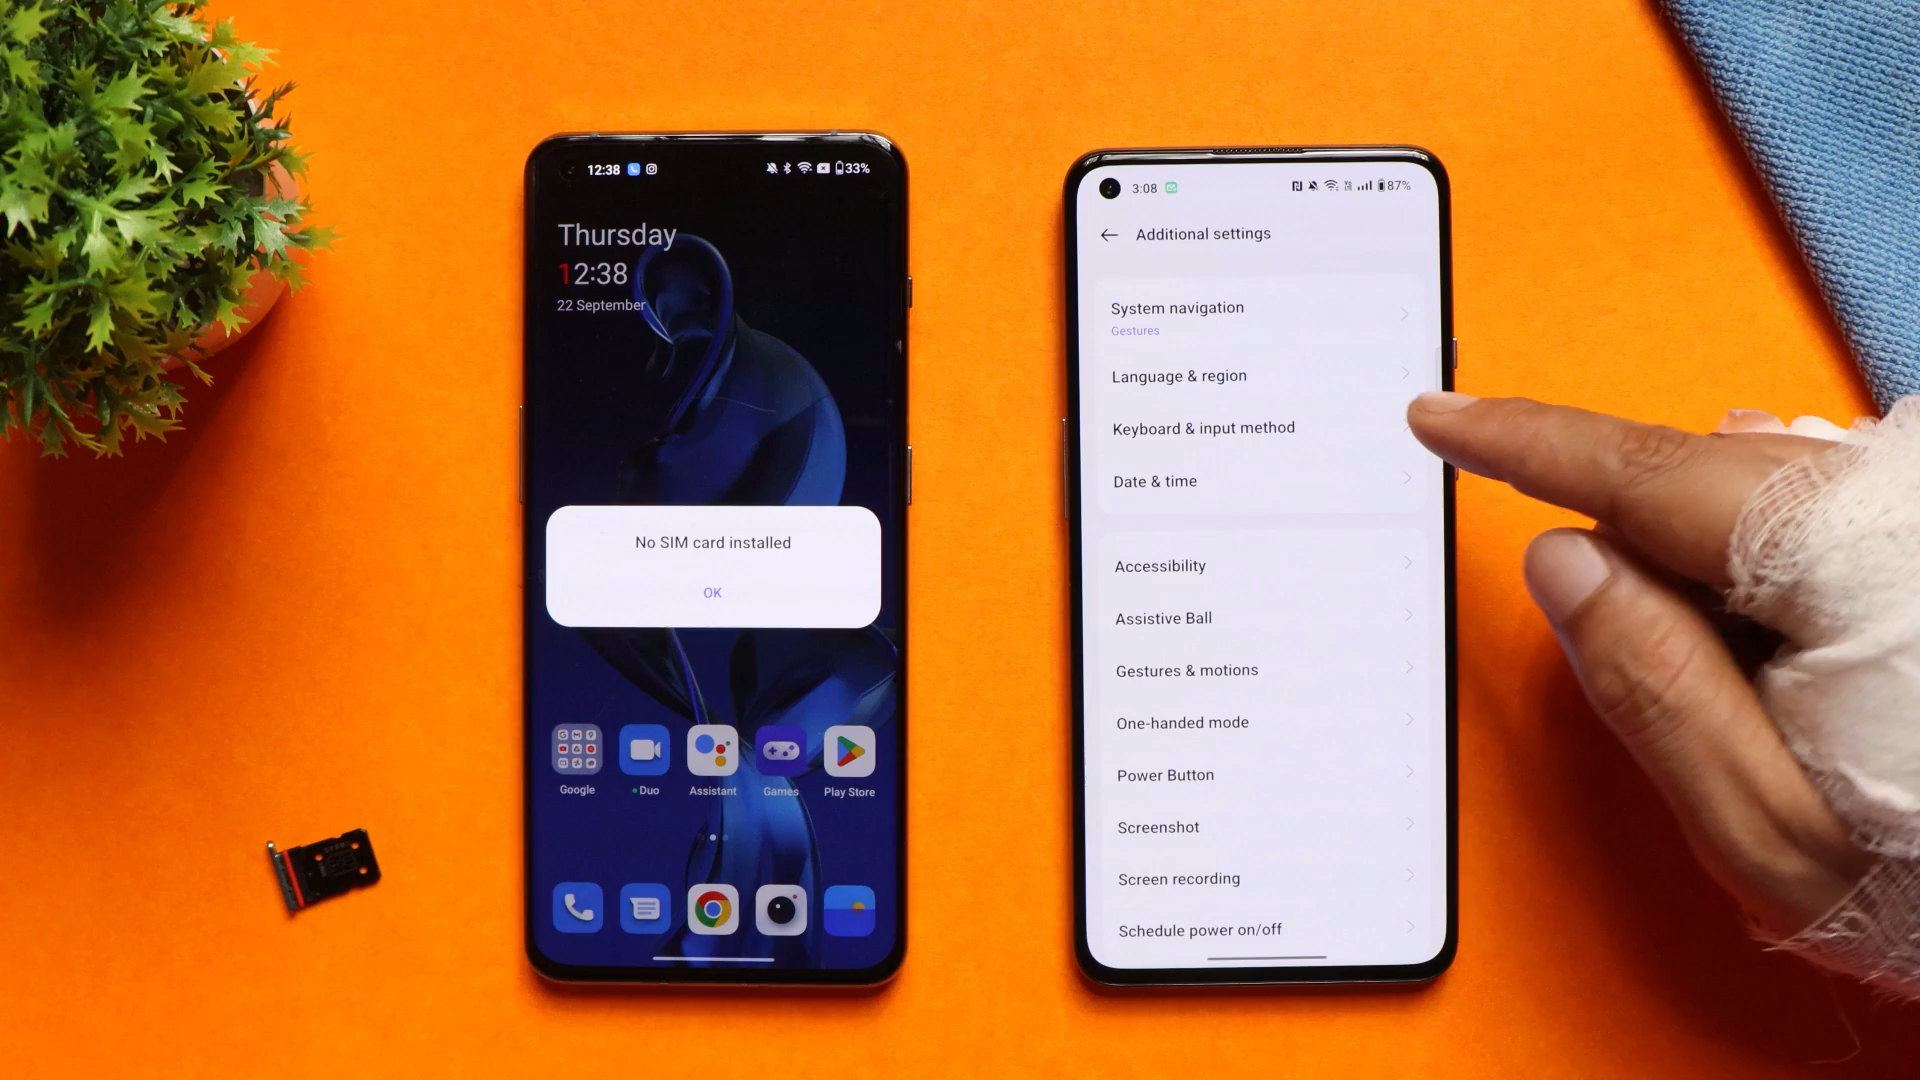 12:38
33%
Thursday
12:38
22 September
No SIM card installed
OK
Google
Duo
Assistant
Games
Play Store
3:08
87%
Additional settings
System navigation
Gestures
Language & region
Keyboard & input method
Date & time
Accessibility
Assistive Ball
Gestures & motions
One-handed mode
Power Button
Screenshot
Screen recording
Schedule power on/off